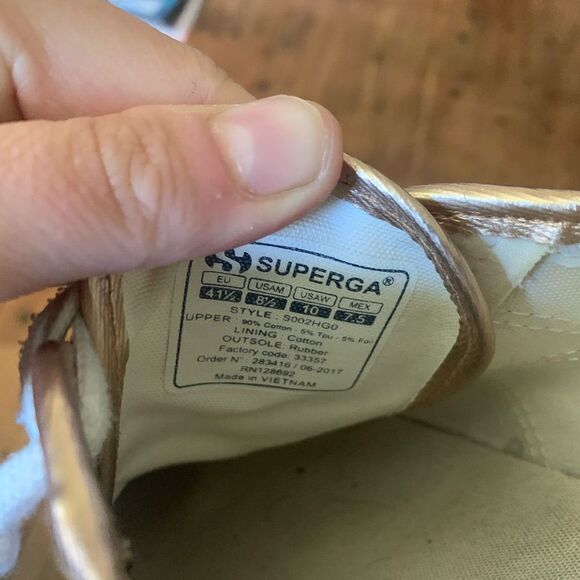 SUPERGA®
EU USAM USAW MEX
41½ 8½ 10 7.5
STYLE : S002HG0
UPPER : 90% Cotton - 5% Tpu - 5% Foil
LINING : Cotton
OUTSOLE: Rubber
Factory code: 33357
Order N° : 283416 / 06-2017
RN128692
Made in VIETNAM